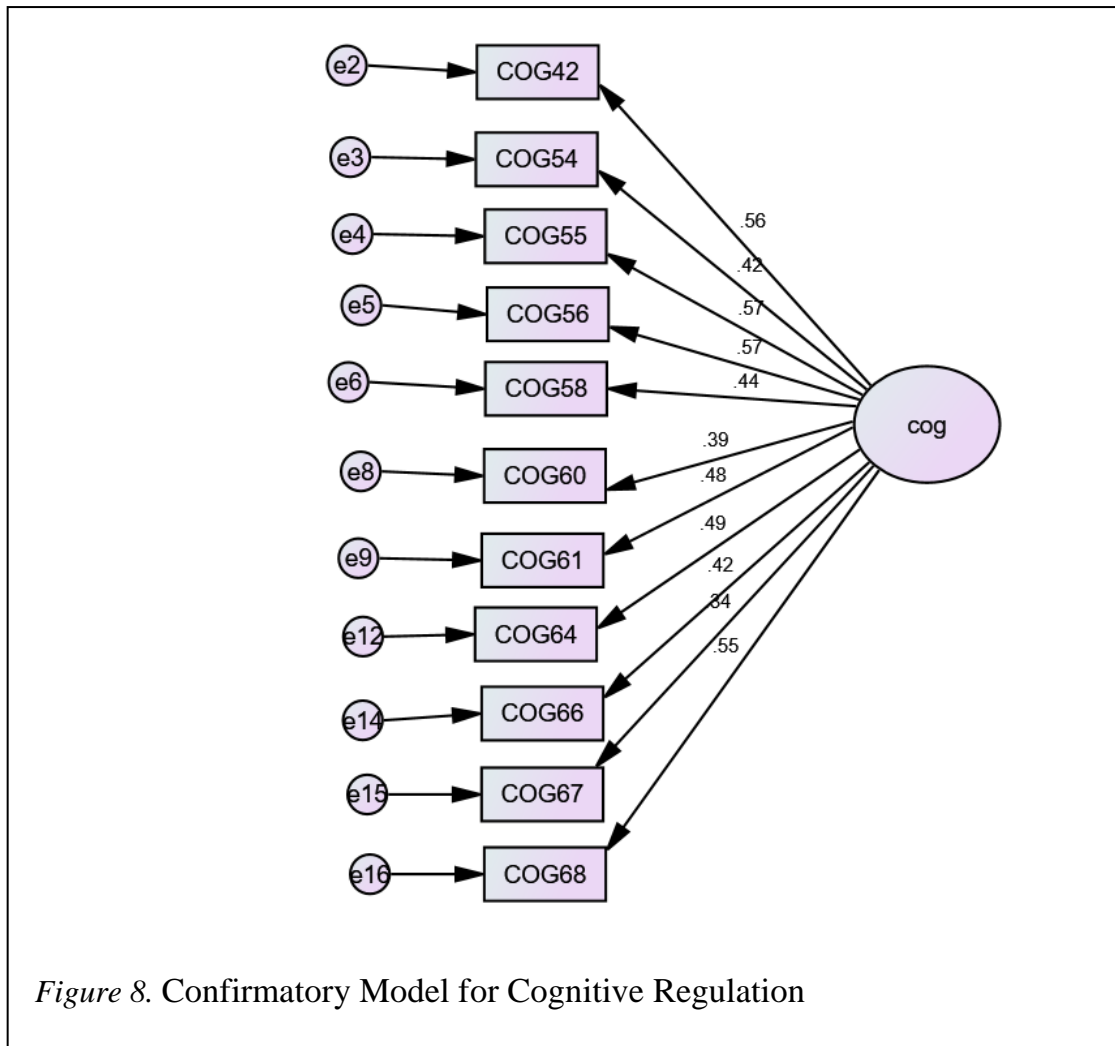 e2 COG42
e3 COG54
e4 COG55
e5 COG56
e6 COG58
e8 COG60
e9 COG61
e12 COG64
e14 COG66
e15 COG67
e16 COG68
.56
.42
.57
.57
.44
.39
.48
.49
.42
.34
.55
cog
Figure 8. Confirmatory Model for Cognitive Regulation